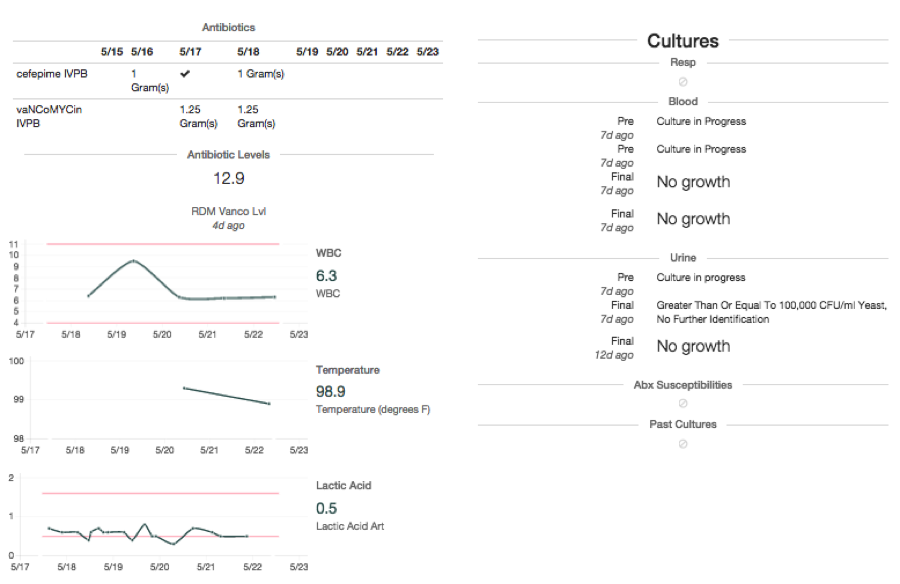 Antibiotics
5/15 5/16 5/17 5/18 5/19 5/20 5/21 5/22 5/23
cefepime IVPB 1 Gram(s) ✔ 1 Gram(s)
vaNCoMYCin IVPB 1.25 Gram(s) 1.25 Gram(s)
Antibiotic Levels
12.9
RDM Vanco Lvl
4d ago
11
10
9
8
7
6
5
4
5/17 5/18 5/19 5/20 5/21 5/22 5/23
WBC
6.3
WBC
100
99
98
5/17 5/18 5/19 5/20 5/21 5/22 5/23
Temperature
98.9
Temperature (degrees F)
2
1
0
5/17 5/18 5/19 5/20 5/21 5/22 5/23
Lactic Acid
0.5
Lactic Acid Art
Cultures
Resp
Blood
Pre Culture in Progress
7d ago
Pre Culture in Progress
7d ago
Final No growth
7d ago
Final No growth
7d ago
Urine
Pre Culture in progress
7d ago
Final Greater Than Or Equal To 100,000 CFU/ml Yeast,
7d ago No Further Identification
Final No growth
12d ago
Abx Susceptibilities
Past Cultures